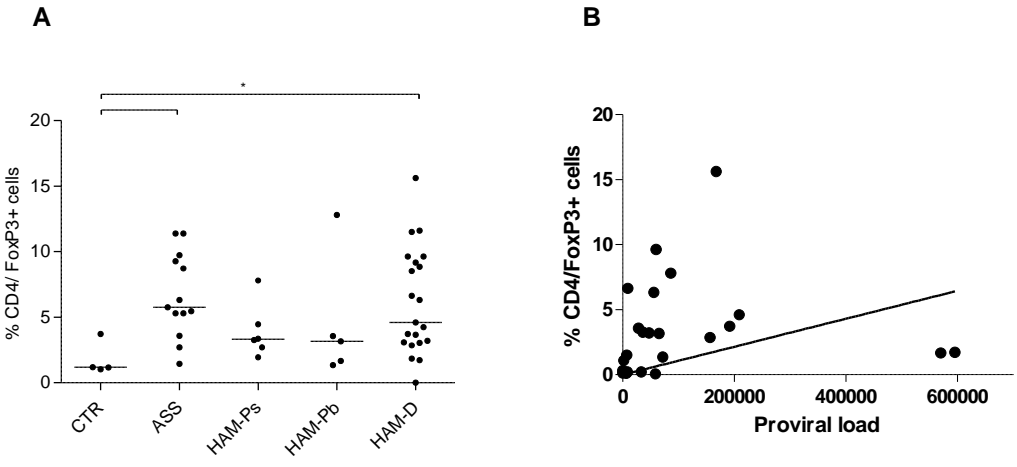 A
*
% CD4/ FoxP3+ cells
20
15
10
5
0
CTR
ASS
HAM-Ps
HAM-Pb
HAM-D
B
% CD4/FoxP3+ cells
20
15
10
5
0
0
200000
400000
600000
Proviral load